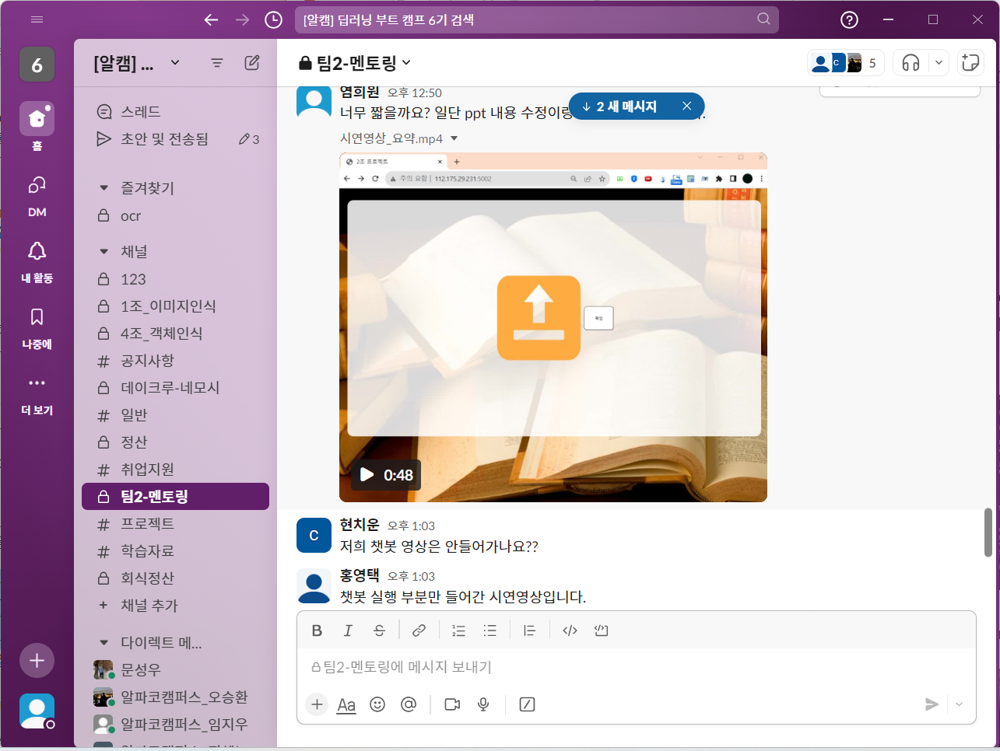 [알캠] 딥러닝 부트 캠프 6기 검색
6
홈
DM
내 활동
나중에
더 보기
[알캠] ...
스레드
초안 및 전송됨
3
즐겨찾기
ocr
채널
123
1조_이미지인식
4조_객체인식
공지사항
데이크루-네모시
일반
정산
취업지원
팀2-멘토링
프로젝트
학습자료
회식정산
채널 추가
다이렉트 메...
문성우
알파코캠퍼스_오승환
알파코캠퍼스_임지우
팀2-멘토링
C
5
염희원 오후 12:50
너무 짧을까요? 일단 ppt 내용 수정이랑
2 새 메시지
시연영상_요약.mp4
2조 프로젝트
주의 요함 | 112.175.29.231:5002
New
확인
0:48
C
현치운 오후 1:03
저희 챗봇 영상은 안들어가나요??
홍영택 오후 1:03
챗봇 실행 부분만 들어간 시연영상입니다.
팀2-멘토링에 메시지 보내기
Aa